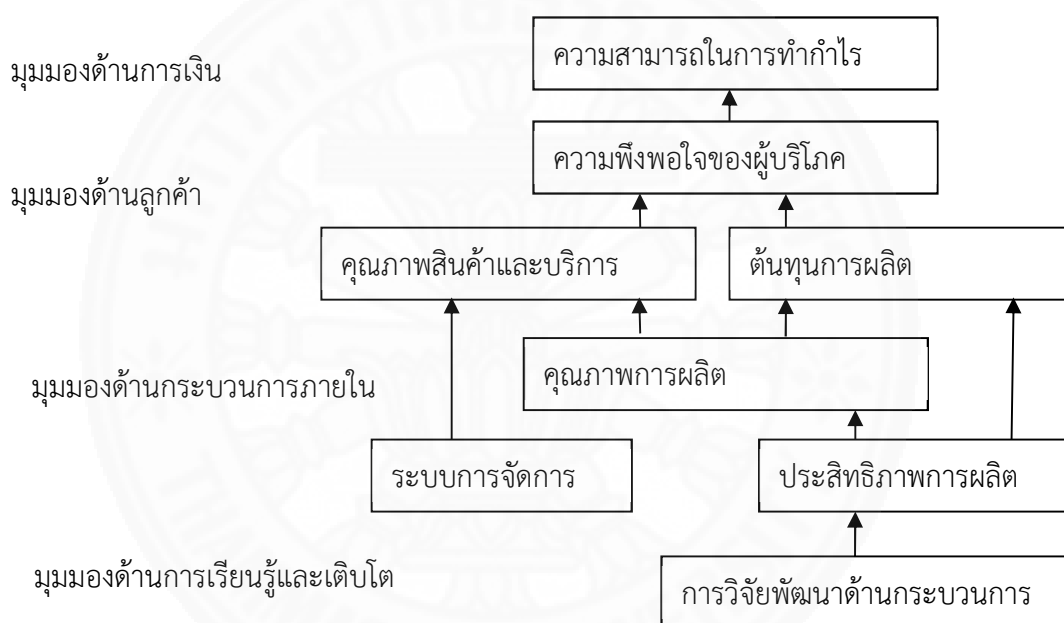 ความสามารถในการทำกำไร
มุมมองด้านการเงิน
ความพึงพอใจของผู้บริโภค
มุมมองด้านลูกค้า
คุณภาพสินค้าและบริการ
ต้นทุนการผลิต
คุณภาพการผลิต
มุมมองด้านกระบวนการภายใน
ระบบการจัดการ
ประสิทธิภาพการผลิต
มุมมองด้านการเรียนรู้และเติบโต
การวิจัยพัฒนาด้านกระบวนการ